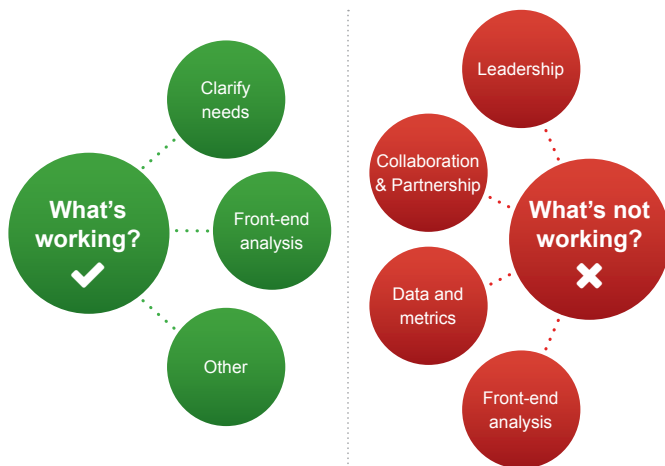 What's
working?
Clarify
needs
Front-end
analysis
Other
Leadership
Collaboration
& Partnership
What's not
working?
Data and
metrics
Front-end
analysis